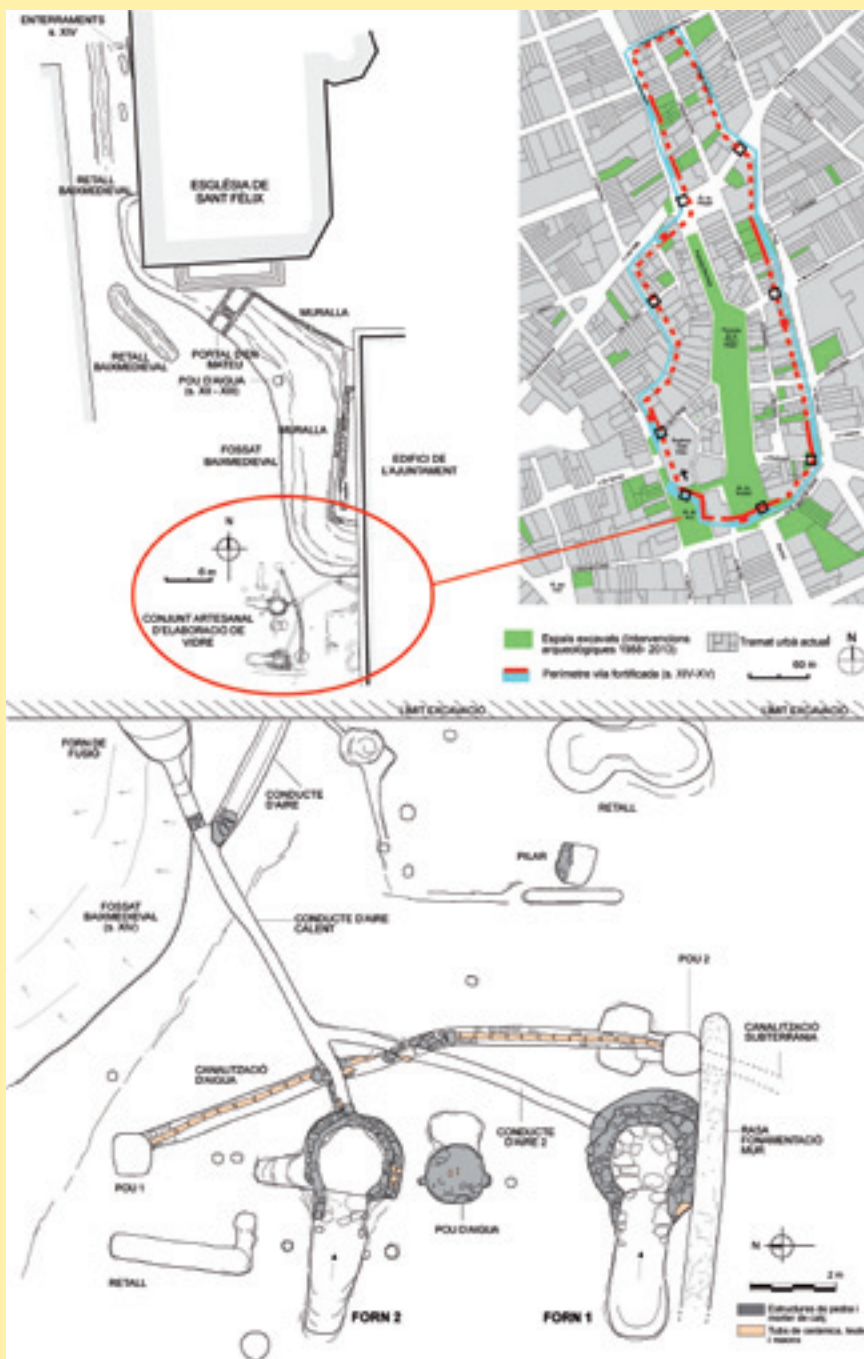 ENTERRAMENTS
s. XIV
RETALL
BAIXMEDIEVAL
ESGLÉSIA DE
SANT FÈLIX
MURALLA
RETALL
BAIXMEDIEVAL
PORTAL D'EN
MATEU
POU D'AIGUA
(s. XII - XIII)
MURALLA
FOSSAT
BAIXMEDIEVAL
EDIFICI DE
L'AJUNTAMENT
N
6 m
CONJUNT ARTESANAL
D'ELABORACIÓ DE
VIDRE
Espais excavats (Intervencions
arqueològiques 1988-2013)
Tramat urbà actual
N
Perímetre vila fortificada (s. XIV-XV)
60 m
LÍMIT EXCAVACIÓ
LÍMIT EXCAVACIÓ
FORN DE
FUSIÓ
CONDUCTE
D'AIRE
RETALL
PILAR
FOSSAT
BAIXMEDIEVAL
(s. XIV)
CONDUCTE D'AIRE
CALENT
POU 2
CANALITZACIÓ
SUBTERRÀNIA
CANALITZACIÓ
D'AIGUA
CONDUCTE
D'AIRE 2
RASA
FONAMENTACIÓ
MUR
POU 1
POU D'AIGUA
N
RETALL
2 m
FORN 2
FORN 1
Estructures de pedra i
morter de calç
Tubs de ceràmica, teules
i maons